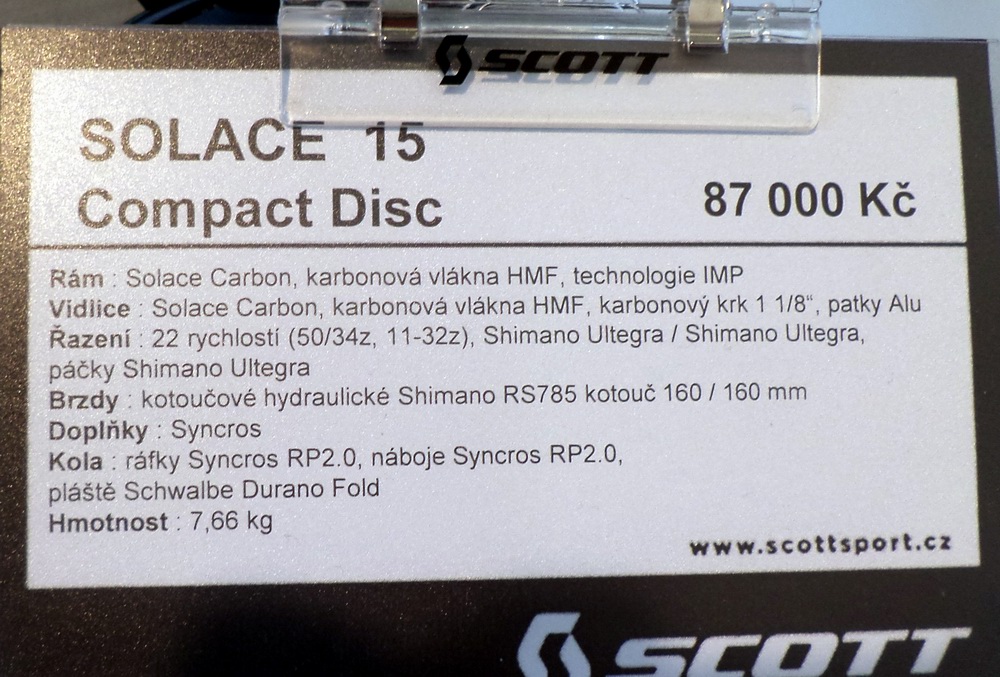 SCOTT
SOLACE 15
Compact Disc
87 000 Kč
Rám : Solace Carbon, karbonová vlákna HMF, technologie IMP
Vidlice : Solace Carbon, karbonová vlákna HMF, karbonový krk 1 1/8“, patky Alu
Řazení : 22 rychlostí (50/34z, 11-32z), Shimano Ultegra / Shimano Ultegra,
páčky Shimano Ultegra
Brzdy : kotoučové hydraulické Shimano RS785 kotouč 160 / 160 mm
Doplňky : Syncros
Kola : ráfky Syncros RP2.0, náboje Syncros RP2.0,
pláště Schwalbe Durano Fold
Hmotnost : 7,66 kg
www.scottsport.cz
SCOTT